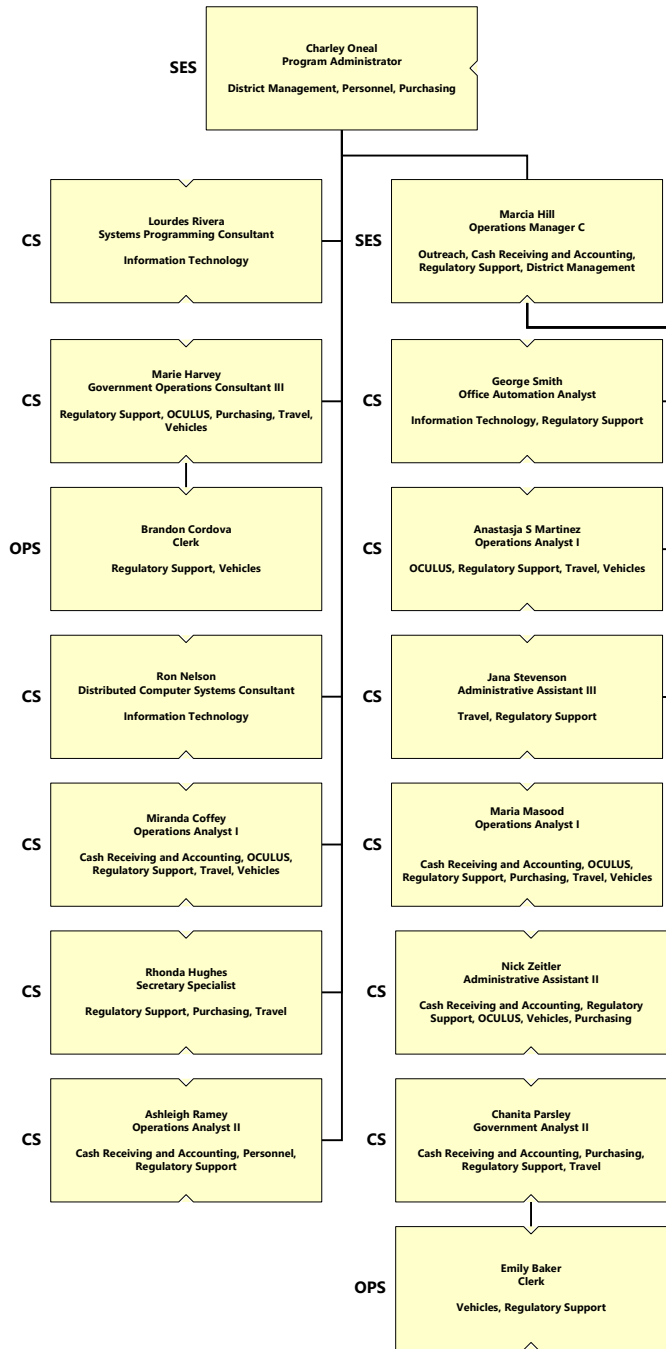 SES
Charley Oneal
Program Administrator
District Management, Personnel, Purchasing
CS
Lourdes Rivera
Systems Programming Consultant
Information Technology
SES
Marcia Hill
Operations Manager C
Outreach, Cash Receiving and Accounting,
Regulatory Support, District Management
CS
Marie Harvey
Government Operations Consultant III
Regulatory Support, OCULUS, Purchasing, Travel,
Vehicles
CS
George Smith
Office Automation Analyst
Information Technology, Regulatory Support
OPS
Brandon Cordova
Clerk
Regulatory Support, Vehicles
CS
Anastasja S Martinez
Operations Analyst I
OCULUS, Regulatory Support, Travel, Vehicles
CS
Ron Nelson
Distributed Computer Systems Consultant
Information Technology
CS
Jana Stevenson
Administrative Assistant III
Travel, Regulatory Support
CS
Miranda Coffey
Operations Analyst I
Cash Receiving and Accounting, OCULUS,
Regulatory Support, Travel, Vehicles
CS
Maria Masood
Operations Analyst I
Cash Receiving and Accounting, OCULUS,
Regulatory Support, Purchasing, Travel, Vehicles
CS
Rhonda Hughes
Secretary Specialist
Regulatory Support, Purchasing, Travel
CS
Nick Zeitler
Administrative Assistant II
Cash Receiving and Accounting, Regulatory
Support, OCULUS, Vehicles, Purchasing
CS
Ashleigh Ramey
Operations Analyst II
Cash Receiving and Accounting, Personnel,
Regulatory Support
CS
Chanita Parsley
Government Analyst II
Cash Receiving and Accounting, Purchasing,
Regulatory Support, Travel
OPS
Emily Baker
Clerk
Vehicles, Regulatory Support